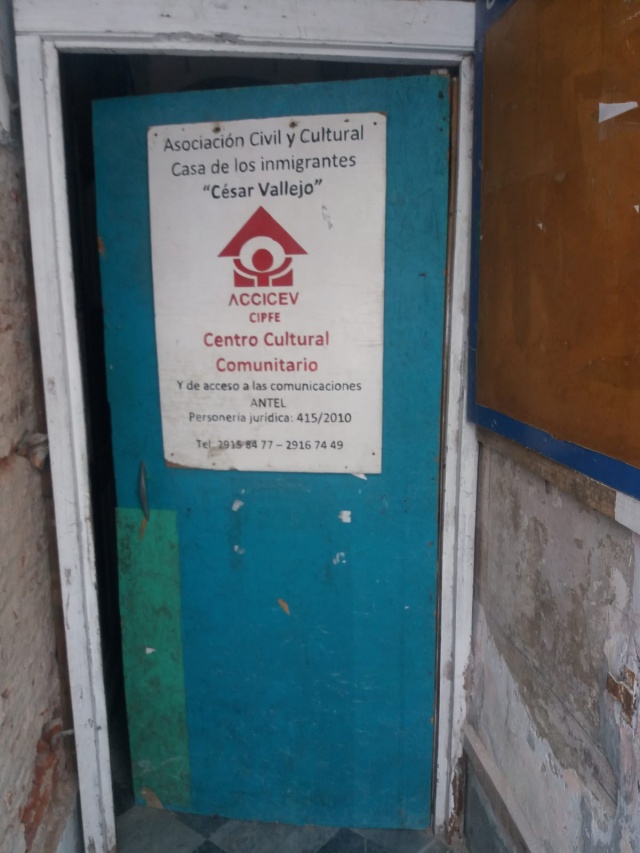 Asociación Civil y Cultural
Casa de los inmigrantes
“César Vallejo”
ACCICEV
CIPFE
Centro Cultural
Comunitario
Y de acceso a las comunicaciones
ANTEL
Personería jurídica: 415/2010
Tel. 2915 84 77 – 2916 74 49